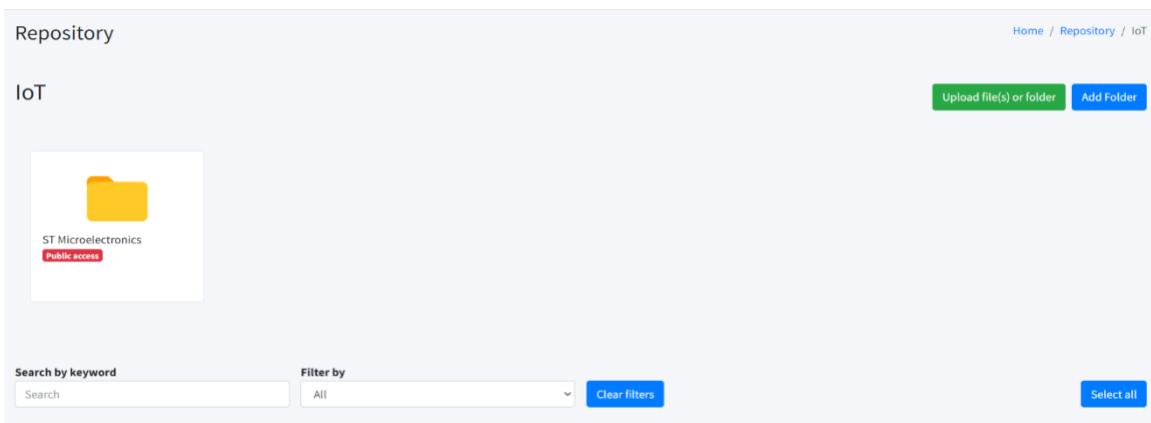 Repository
Home / Repository / IoT
IoT
Upload file(s) or folder
Add Folder
ST Microelectronics
Public access
Search by keyword
Filter by
Search
All
Clear filters
Select all